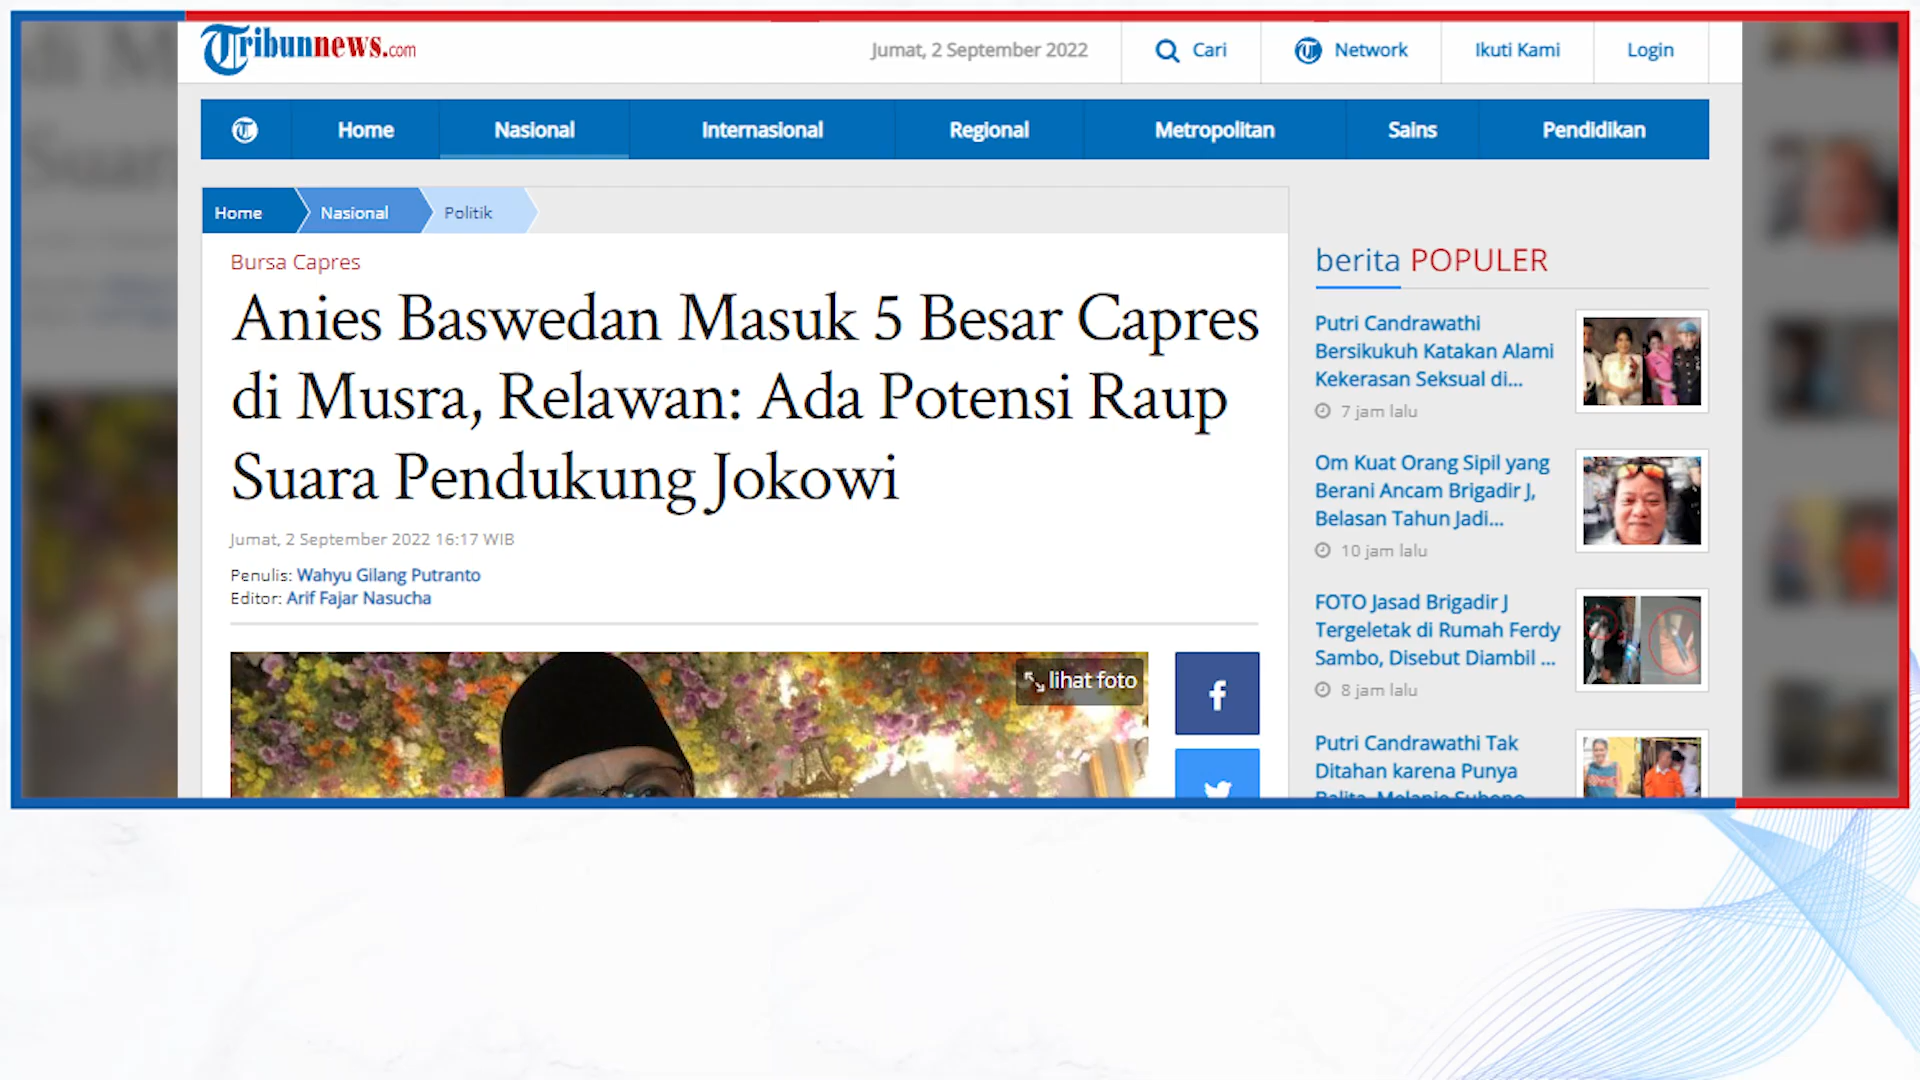 Tribunnews.com
Jumat, 2 September 2022
Cari
Network
Ikuti Kami
Login
Home
Nasional
Internasional
Regional
Metropolitan
Sains
Pendidikan
Home
Nasional
Politik
Bursa Capres
Anies Baswedan Masuk 5 Besar Capres
di Musra, Relawan: Ada Potensi Raup
Suara Pendukung Jokowi
Jumat, 2 September 2022 16:17 WIB
Penulis: Wahyu Gilang Putranto
Editor: Arif Fajar Nasucha
lihat foto
berita POPULER
Putri Candrawathi
Bersikukuh Katakan Alami
Kekerasan Seksual di...
7 jam lalu
Om Kuat Orang Sipil yang
Berani Ancam Brigadir J,
Belasan Tahun Jadi...
10 jam lalu
FOTO Jasad Brigadir J
Tergeletak di Rumah Ferdy
Sambo, Disebut Diambil ...
8 jam lalu
Putri Candrawathi Tak
Ditahan karena Punya